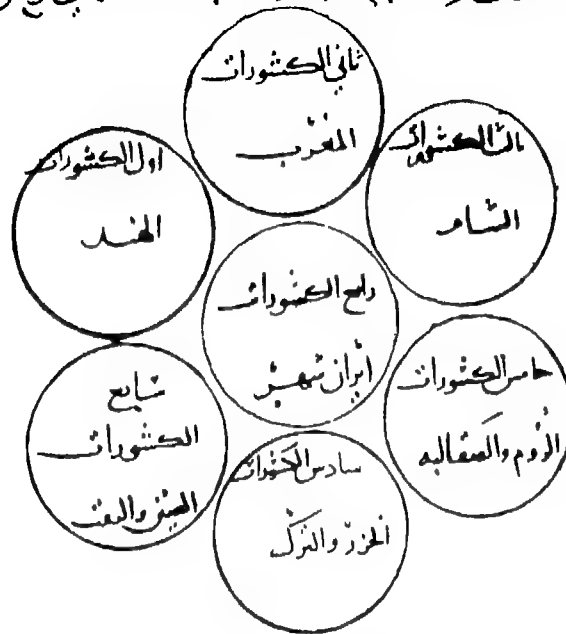 اول الكشورات
الهند
ثاني الكشورات
المغرب
ثالث الكشورات
الشام
رابع الكشورات
ايران شهر
خامس الكشورات
الروم والصقالبه
سادس الكشورات
الخزر والترك
سابع
الكشورات
الصين والتبت